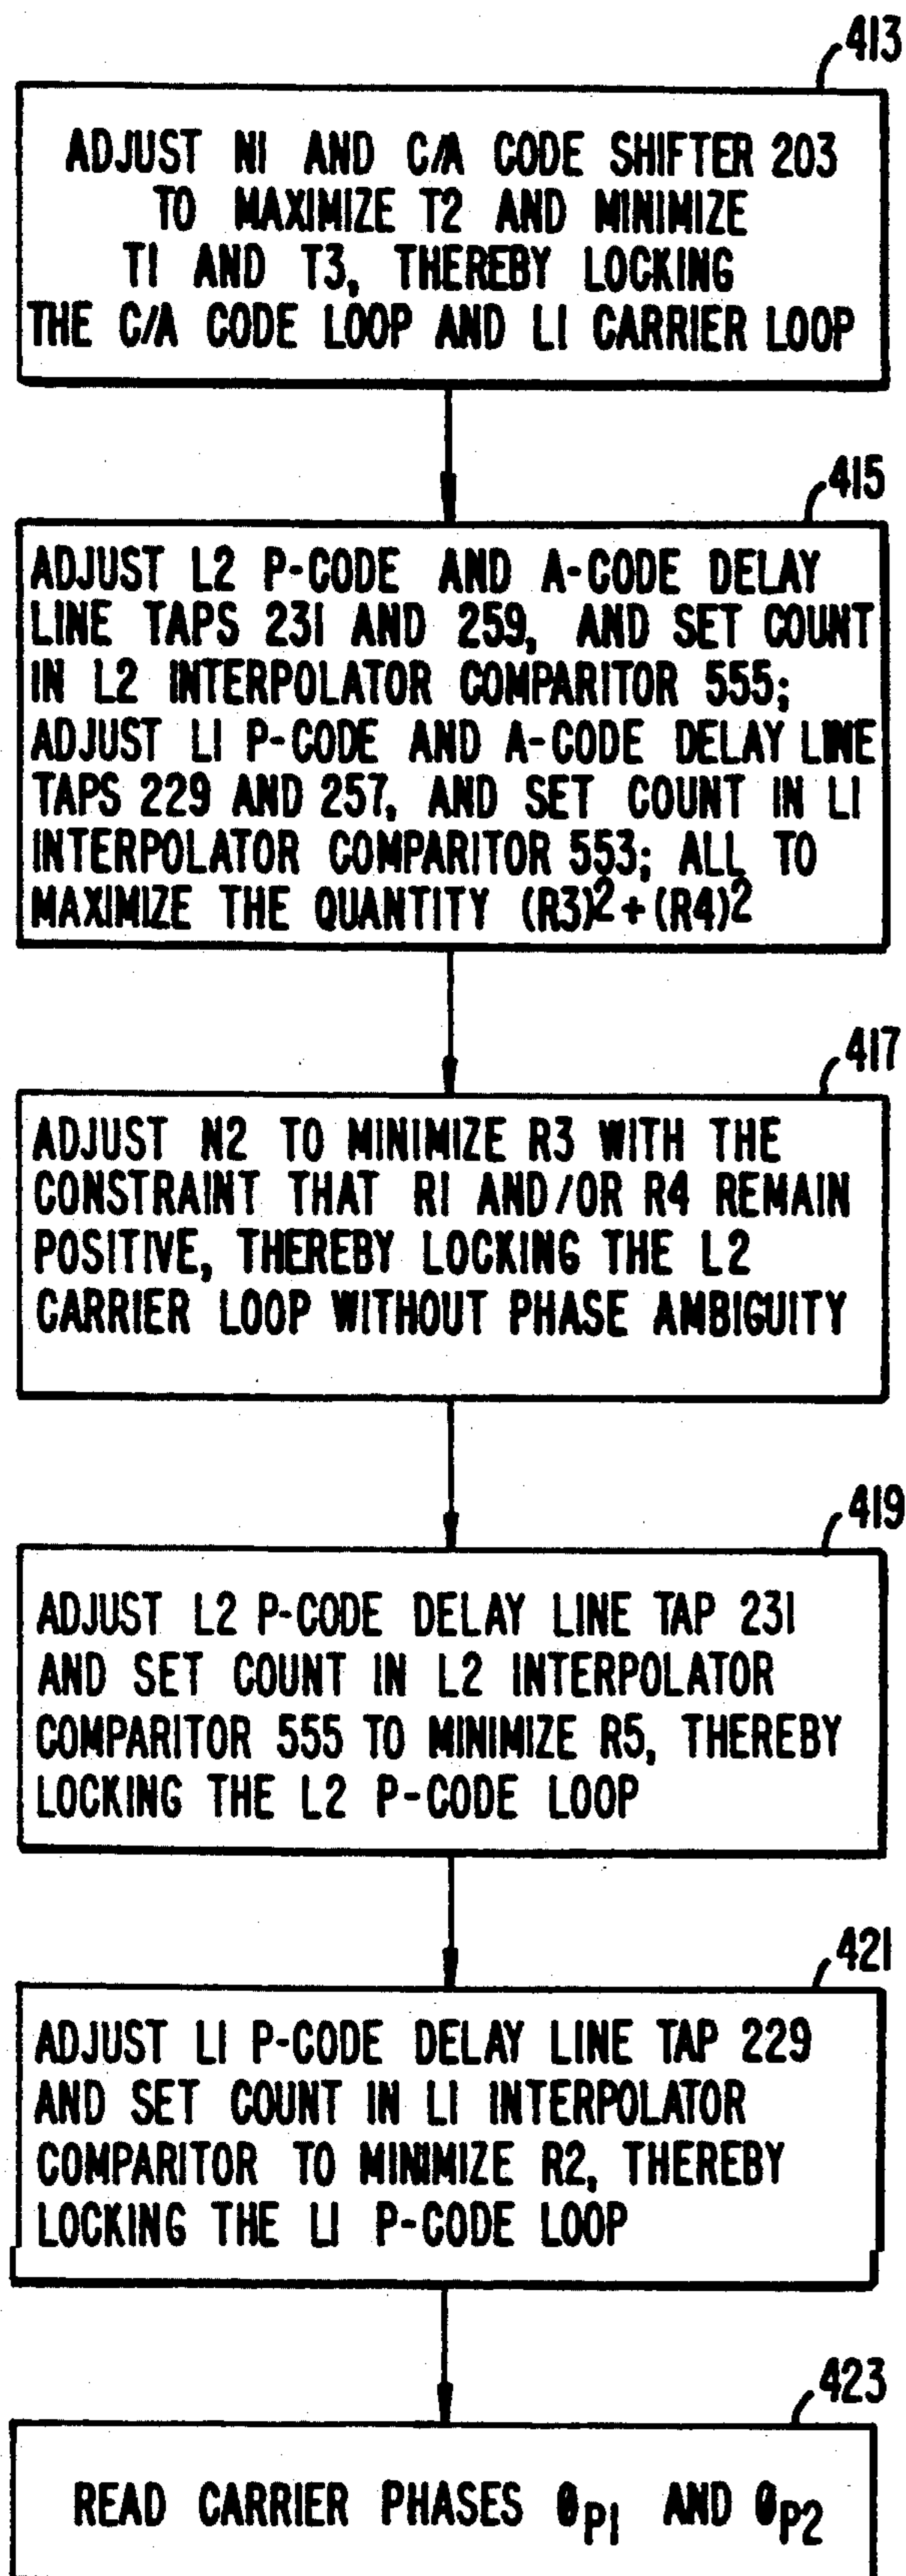 413
ADJUST N1 AND C/A CODE SHIFTER 203
TO MAXIMIZE T2 AND MINIMIZE
T1 AND T3, THEREBY LOCKING
THE C/A CODE LOOP AND L1 CARRIER LOOP
415
ADJUST L2 P-CODE AND A-CODE DELAY
LINE TAPS 231 AND 259, AND SET COUNT
IN L2 INTERPOLATOR COMPARITOR 555;
ADJUST L1 P-CODE AND A-CODE DELAY LINE
TAPS 229 AND 257, AND SET COUNT IN L1
INTERPOLATOR COMPARITOR 553; ALL TO
MAXIMIZE THE QUANTITY (R3)2+(R4)2
417
ADJUST N2 TO MINIMIZE R3 WITH THE
CONSTRAINT THAT R1 AND/OR R4 REMAIN
POSITIVE, THEREBY LOCKING THE L2
CARRIER LOOP WITHOUT PHASE AMBIGUITY
419
ADJUST L2 P-CODE DELAY LINE TAP 231
AND SET COUNT IN L2 INTERPOLATOR
COMPARITOR 555 TO MINIMIZE R5, THEREBY
LOCKING THE L2 P-CODE LOOP
421
ADJUST L1 P-CODE DELAY LINE TAP 229
AND SET COUNT IN L1 INTERPOLATOR
COMPARITOR TO MINIMIZE R2, THEREBY
LOCKING THE L1 P-CODE LOOP
423
READ CARRIER PHASES ΘP1 AND ΘP2